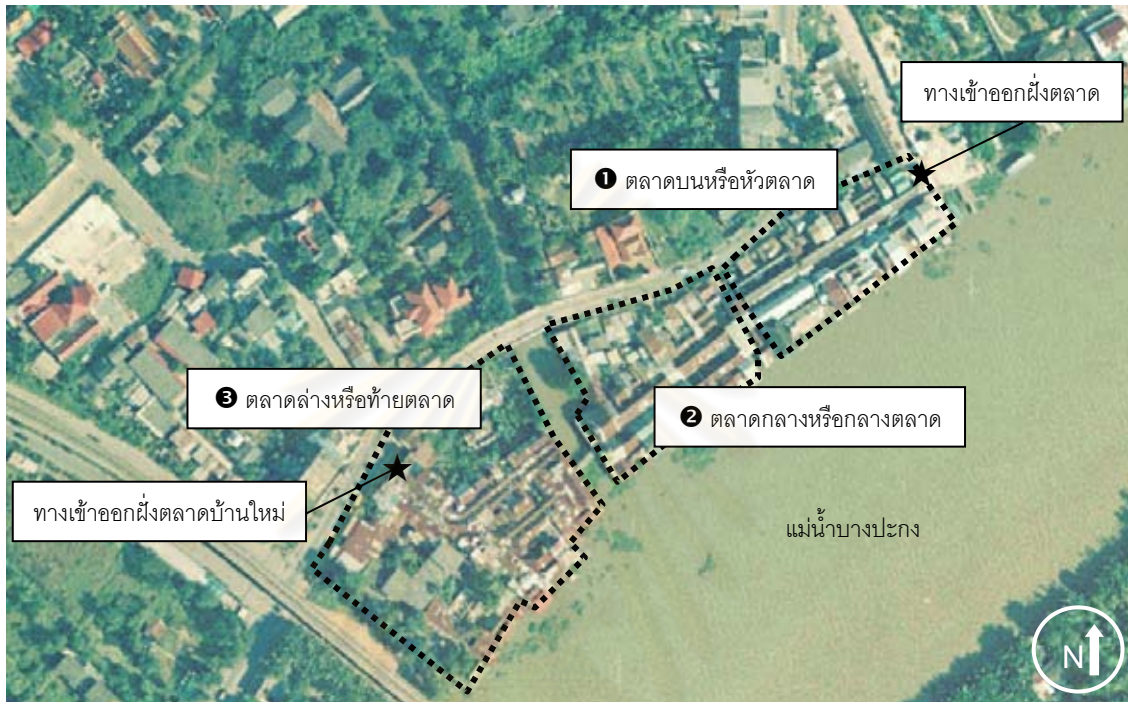 ทางเข้าออกฝั่งตลาด
❶ ตลาดบนหรือหัวตลาด
❸ ตลาดล่างหรือท้ายตลาด
❷ ตลาดกลางหรือกลางตลาด
ทางเข้าออกฝั่งตลาดบ้านใหม่
แม่น้ำบางปะกง
N